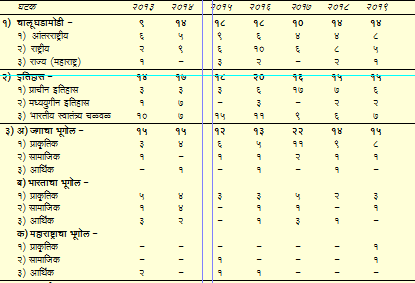 घटक २०१३ २०१४ २०१५ २०१६ २०१७ २०१८ २०१९
१) चालू घडामोडी – ९ १४ १८ १८ १० १४ १४
१) आंतरराष्ट्रीय ६ ५ ९ ६ ४ ४ ८
२) राष्ट्रीय २ ९ ६ १० ६ ८ ५
३) राज्य (महाराष्ट्र) १ – ३ २ – २ १
२) इतिहास – १४ १७ १८ २० १६ १५ १५
१) प्राचीन इतिहास ३ ३ ३ ६ १७ ७ ६
२) मध्ययुगीन इतिहास १ ७ – ३ – २ २
३) भारतीय स्वातंत्र्य चळवळ १० ७ १५ ११ ९ ६ ७
३) अ) जगाचा भूगोल – १५ १५ १२ १३ २२ १४ १५
१) प्राकृतिक ३ ४ ६ ५ ११ ९ ८
२) सामाजिक १ – १ १ २ १ १
३) आर्थिक – १ – १ – १ –
ब) भारताचा भूगोल –
१) प्राकृतिक ५ ४ ३ ३ ५ २ ३
२) सामाजिक १ ४ – १ १ – १
३) आर्थिक ३ २ – १ ३ १ –
क) महाराष्ट्राचा भूगोल –
१) प्राकृतिक – – – – – – १
२) सामाजिक – – १ – – – १
३) आर्थिक २ – १ १ – – –